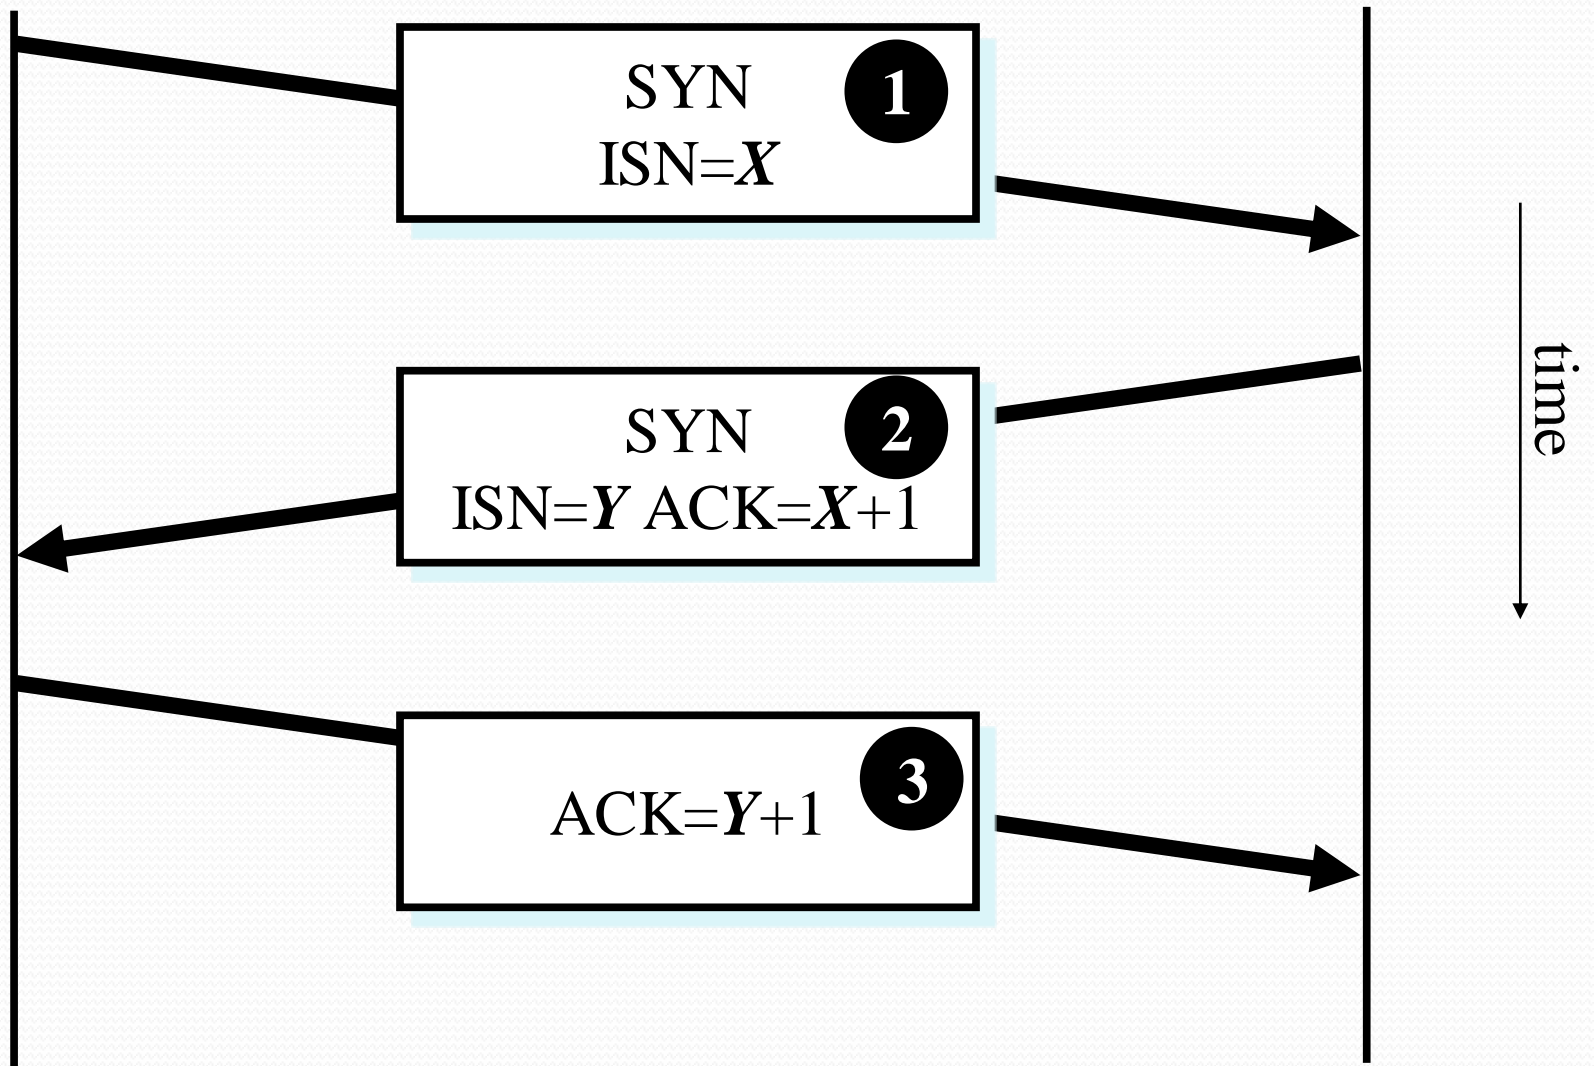 SYN
1
ISN=X
time
SYN
2
ISN=Y ACK=X+1
ACK=Y+1
3